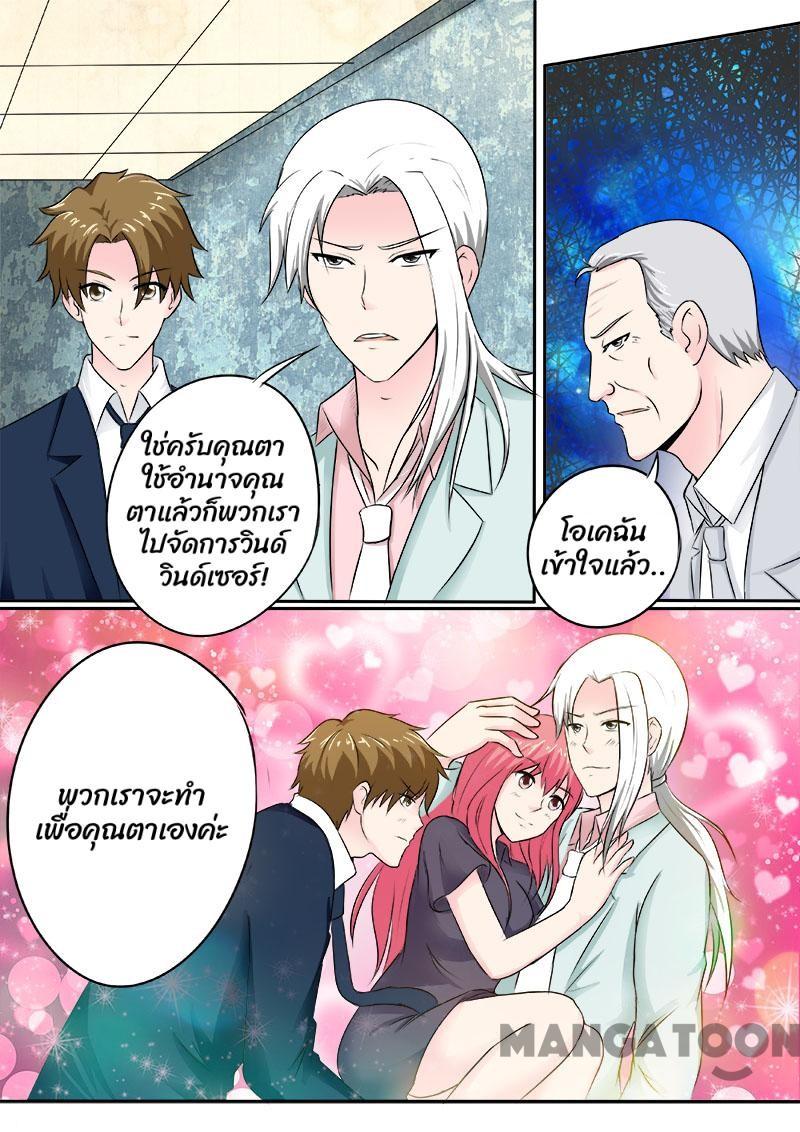 ใช่ครับคุณตา
ใช้อำนาจคุณ
ตาแล้วก็พวกเรา
ไปจัดการวินด์
วินด์เซอร์!
โอเคฉัน
เข้าใจแล้ว..
พวกเราจะทำ
เพื่อคุณตาเองค่ะ
MANGATOON